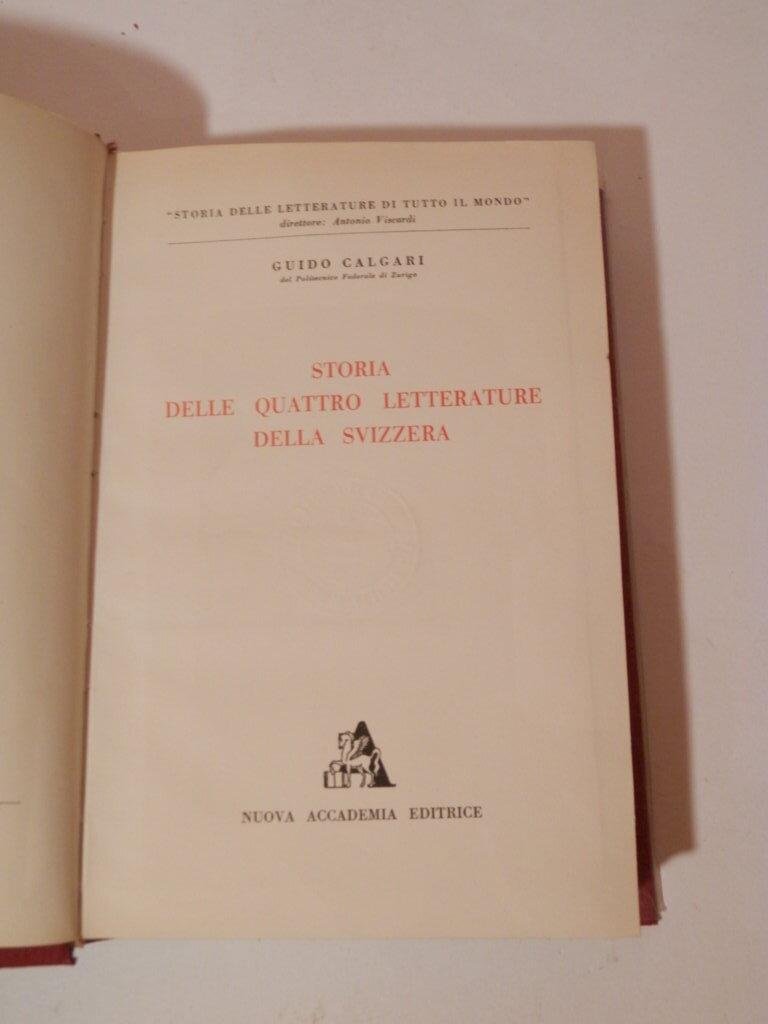 "STORIA DELLE LETTERATURE DI TUTTO IL MONDO"
direttore: Antonio Viscardi
GUIDO CALGARI
del Politecnico Federale di Zurigo
STORIA
DELLE QUATTRO LETTERATURE
DELLA SVIZZERA
A
NUOVA ACCADEMIA EDITRICE